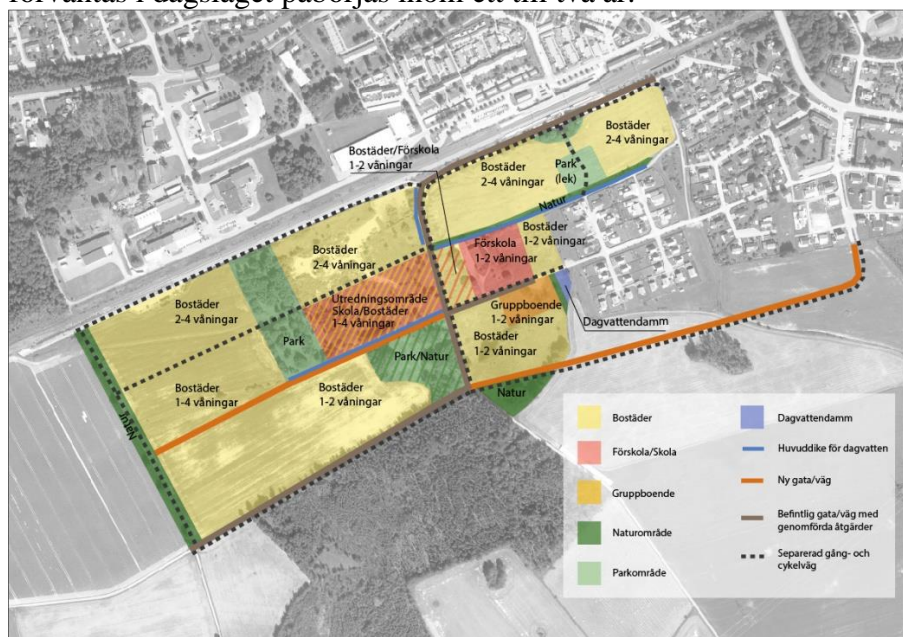 förväntas i dagsläget påbörjas inom ett till två år.
Bostäder/Förskola
1-2 våningar
Bostäder
2-4 våningar
Bostäder
2-4 våningar
Park
(lek)
Natur
Bostäder
1-2 våningar
Förskola
1-2 våningar
Bostäder
2-4 våningar
Utredningsområde
Skola/Bostäder
1-4 våningar
Bostäder
2-4 våningar
Gruppboende
1-2 våningar
Dagvattendamm
Bostäder
1-2 våningar
Park
Park/Natur
Bostäder
1-4 våningar
Bostäder
1-2 våningar
Natur
Natur
Bostäder
Förskola/Skola
Gruppboende
Naturområde
Parkområde
Dagvattendamm
Huvuddike för dagvatten
Ny gata/väg
Befintlig gata/väg med
genomförda åtgärder
Separerad gång- och
cykelväg